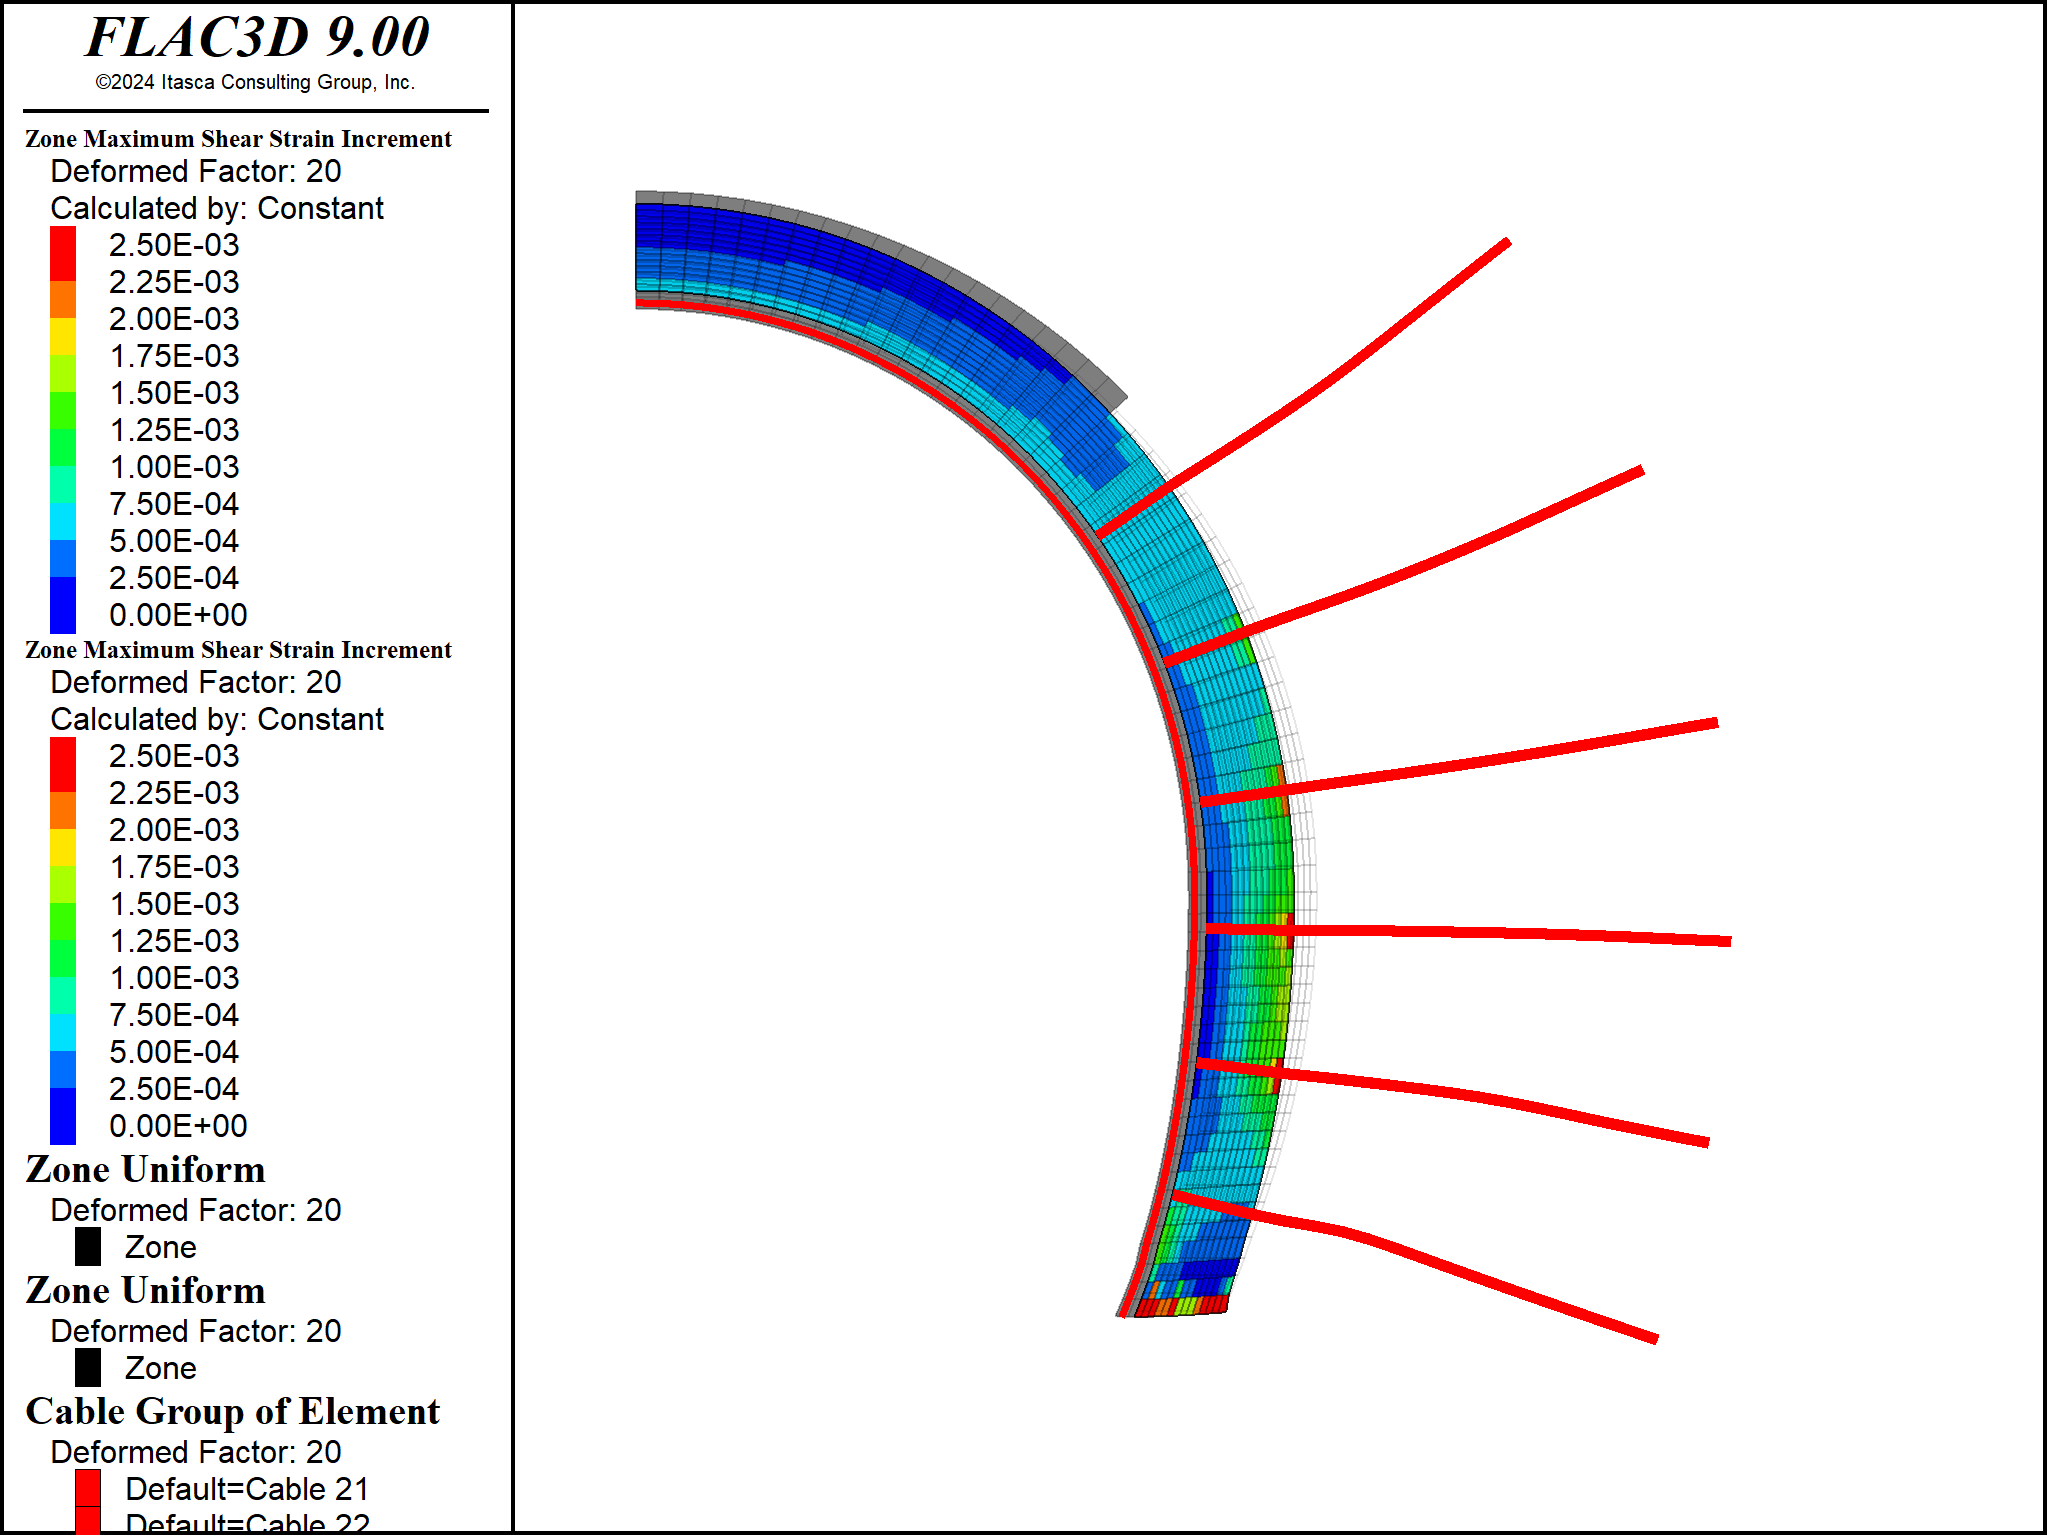 FLAC3D 9.00
©2024 Itasca Consulting Group, Inc.
Zone Maximum Shear Strain Increment
Deformed Factor: 20
Calculated by: Constant
2.50E-03
2.25E-03
2.00E-03
1.75E-03
1.50E-03
1.25E-03
1.00E-03
7.50E-04
5.00E-04
2.50E-04
0.00E+00
Zone Maximum Shear Strain Increment
Deformed Factor: 20
Calculated by: Constant
2.50E-03
2.25E-03
2.00E-03
1.75E-03
1.50E-03
1.25E-03
1.00E-03
7.50E-04
5.00E-04
2.50E-04
0.00E+00
Zone Uniform
Deformed Factor: 20
Zone
Zone Uniform
Deformed Factor: 20
Zone
Cable Group of Element
Deformed Factor: 20
Default=Cable 21
Default=Cable 22